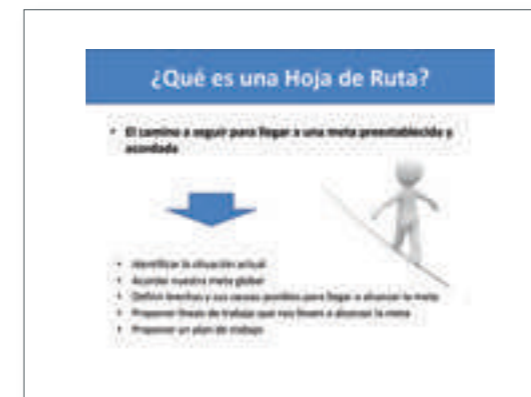 ¿Qué es una Hoja de Ruta?
• El camino a seguir para llegar a una meta preestablecida y
acordada
• Identificar la situación actual
• Acordar nuestra meta global
• Definir brechas y sus causas posibles para llegar a alcanzar la meta
• Proponer líneas de trabajo que nos lleven a alcanzar la meta
• Proponer un plan de trabajo